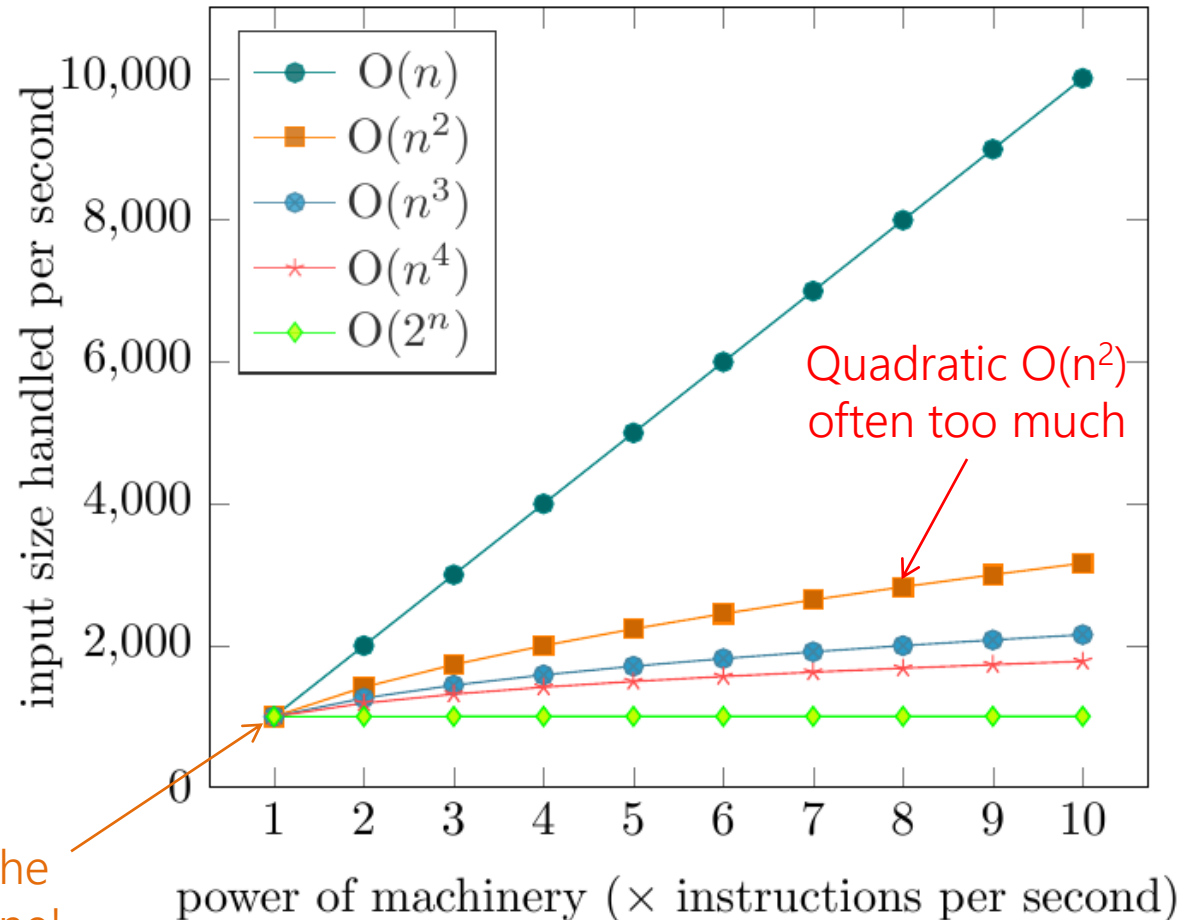 input size handled per second
10,000
8,000
6,000
4,000
2,000
0
O(n)
O(n²)
O(n³)
O(n⁴)
O(2ⁿ)
Quadratic O(n²)
often too much
1 2 3 4 5 6 7 8 9 10
power of machinery (× instructions per second)